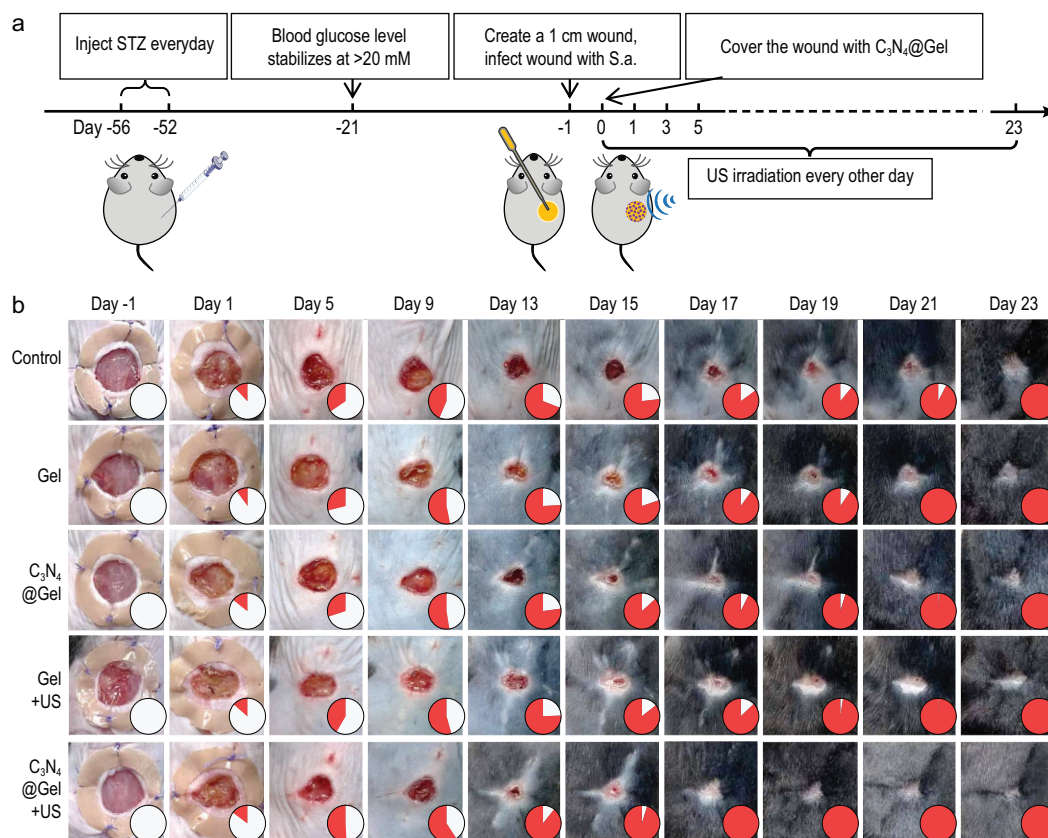 a
Inject STZ everyday
Blood glucose level
stabilizes at >20 mM
Create a 1 cm wound,
infect wound with S.a.
Cover the wound with C₃N₄@Gel
Day -56 -52 -21 -1 0 1 3 5 23
US irradiation every other day
b
Day -1 Day 1 Day 5 Day 9 Day 13 Day 15 Day 17 Day 19 Day 21 Day 23
Control
Gel
C₃N₄
@Gel
Gel
+US
C₃N₄
@Gel
+US